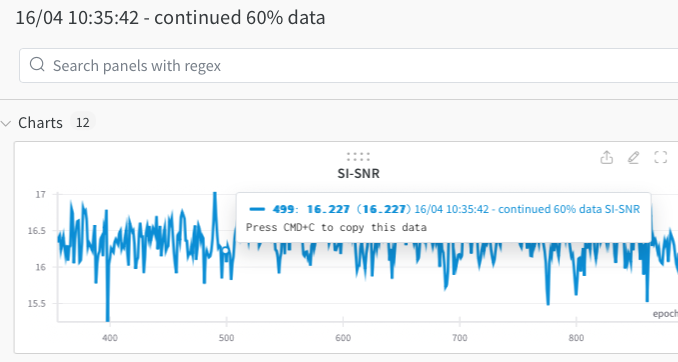 16/04 10:35:42 - continued 60% data
Search panels with regex
Charts 12
SI-SNR
499: 16.227 (16.227) 16/04 10:35:42 - continued 60% data SI-SNR
Press CMD+C to copy this data
17
16.5
16
15.5
epoch
400 500 600 700 800